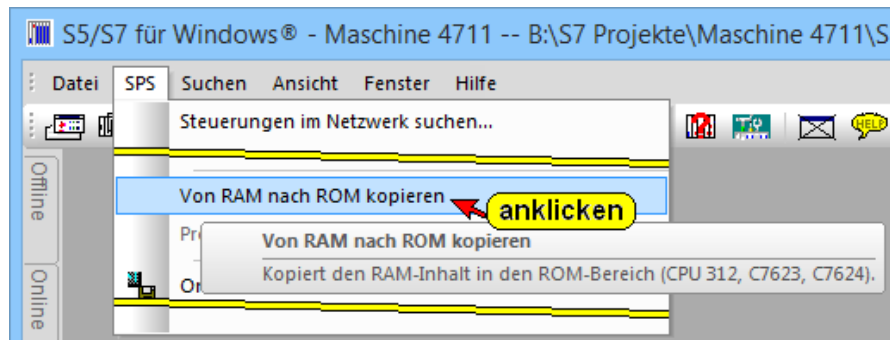 S5/S7 für Windows® - Maschine 4711 -- B:\S7 Projekte\Maschine 4711\S
Datei SPS Suchen Ansicht Fenster Hilfe
Steuerungen im Netzwerk suchen...
HELP
Offline
Von RAM nach ROM kopieren
anklicken
Von RAM nach ROM kopieren
Kopiert den RAM-Inhalt in den ROM-Bereich (CPU 312, C7623, C7624).
Online